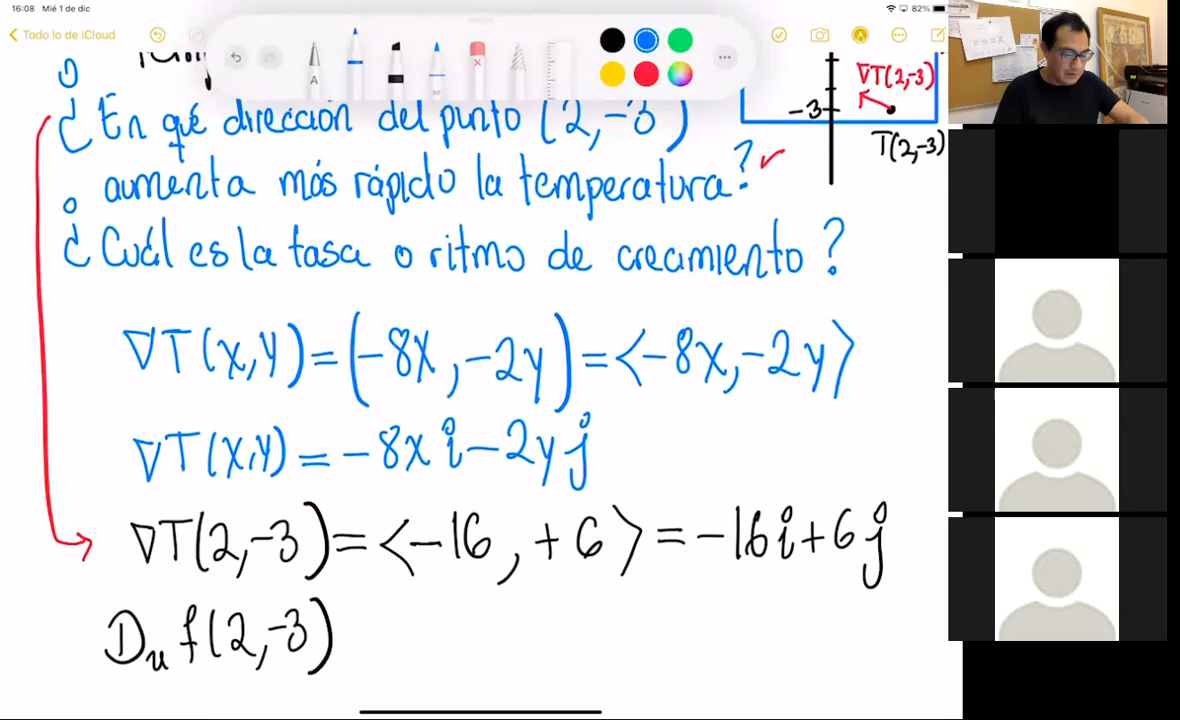 16:08 Mié 1 de dic
82%
Todo lo de iCloud
A
50
∇T(2,-3)
-3
T(2,-3)
¿En qué dirección del punto (2,-3)
aumenta más rápido la temperatura?
¿Cuál es la tasa o ritmo de crecimiento?
∇T(x,y)=(-8x,-2y)=<-8x,-2y>
∇T(x,y)=-8x i-2y j
∇T(2,-3)=<-16,+6>=-16i+6j
Du f(2,-3)